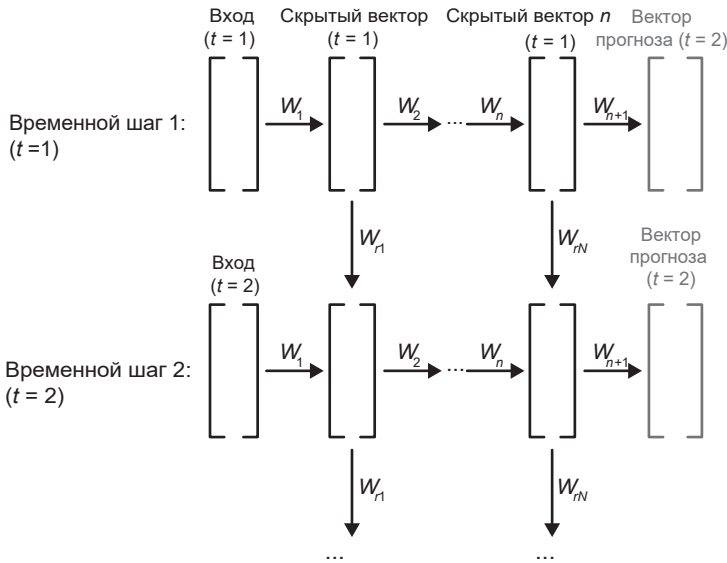 Вход
(t = 1)
Скрытый вектор
(t = 1)
Скрытый вектор n
(t = 1)
Вектор
прогноза (t = 2)
Временной шаг 1:
(t =1)
W1
W2
...
Wn
Wn+1
Wr1
WrN
Вход
(t = 2)
Вектор
прогноза
(t = 2)
Временной шаг 2:
(t = 2)
W1
W2
...
Wn
Wn+1
Wr1
WrN
...
...